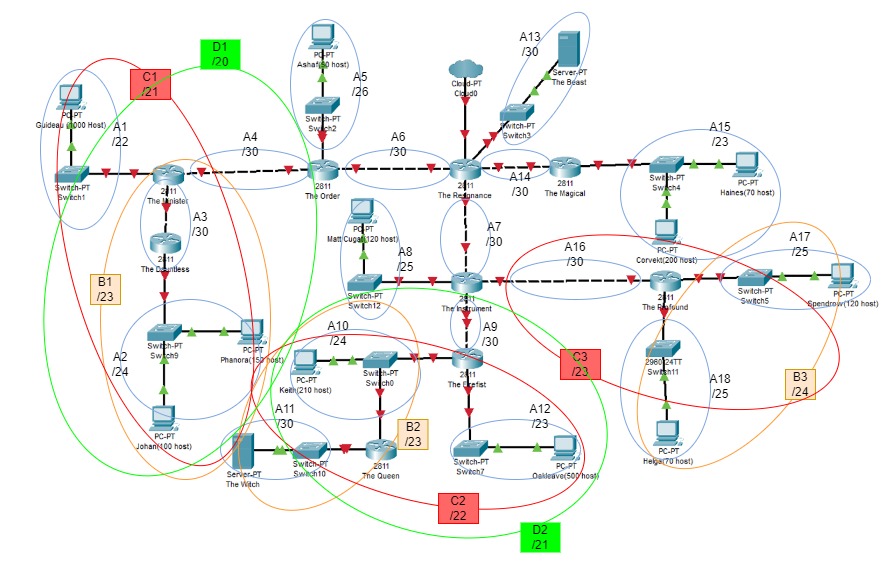 D1
/20
C1
/21
PC-PT
Ashaf(50 host)
A13
/30
Server-PT
The Beast
A5
/26
Cloud-PT
Cloud0
PC-PT
Guideau (1000 Host)
A1
/22
Switch-PT
Switch2
Switch-PT
Switch3
A4
/30
A6
/30
A15
/23
Switch-PT
Switch1
2811
The Minister
2811
The Order
2811
The Resonance
A14
/30
2811
The Magical
Switch-PT
Switch4
PC-PT
Haines(70 host)
A3
/30
2811
The Dauntless
PC-PT
Matt Cugat(120 host)
A7
/30
PC-PT
Corvekt(200 host)
A8
/25
A16
/30
A17
/25
B1
/23
Switch-PT
Switch12
2811
The Instrument
2811
The Profound
Switch-PT
Switch5
PC-PT
Spendrow(120 host)
A10
/24
A9
/30
Switch-PT
Switch9
PC-PT
Phanora(150 host)
A2
/24
Switch-PT
Switch0
PC-PT
Keith(210 host)
2811
C3
/23
2960-24TT
Switch11
A18
/25
B3
/24
A11
/30
A12
/23
PC-PT
Johan(100 host)
B2
/23
PC-PT
Helga(70 host)
Server-PT
The Witch
Switch-PT
Switch10
2811
The Queen
Switch-PT
Switch7
PC-PT
Oakleave(500 host)
C2
/22
D2
/21